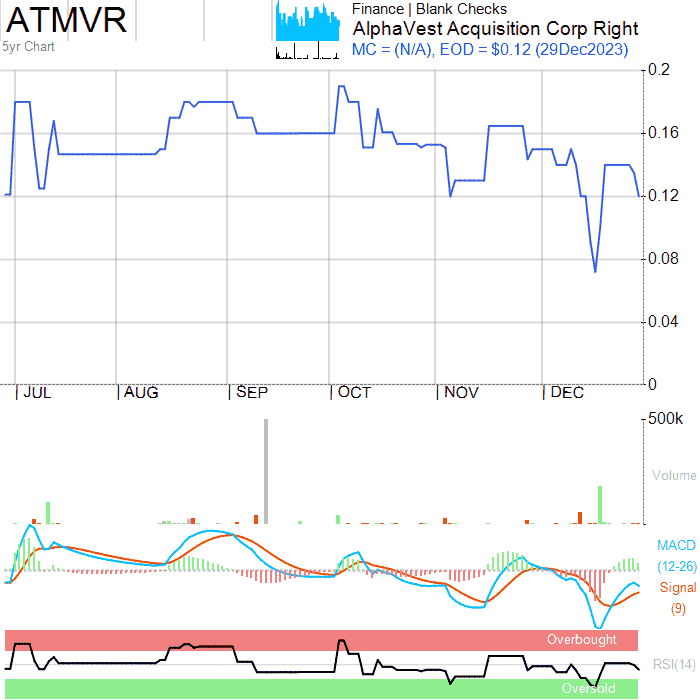 ATMVR
5yr Chart
Finance | Blank Checks
AlphaVest Acquisition Corp Right
MC = (N/A), EOD = $0.12 (29Dec2023)
0.2
0.16
0.12
0.08
0.04
0
| JUL | AUG | SEP | OCT | NOV | DEC
500k
Volume
MACD
(12-26)
Signal
(9)
Overbought
RSI(14)
Oversold